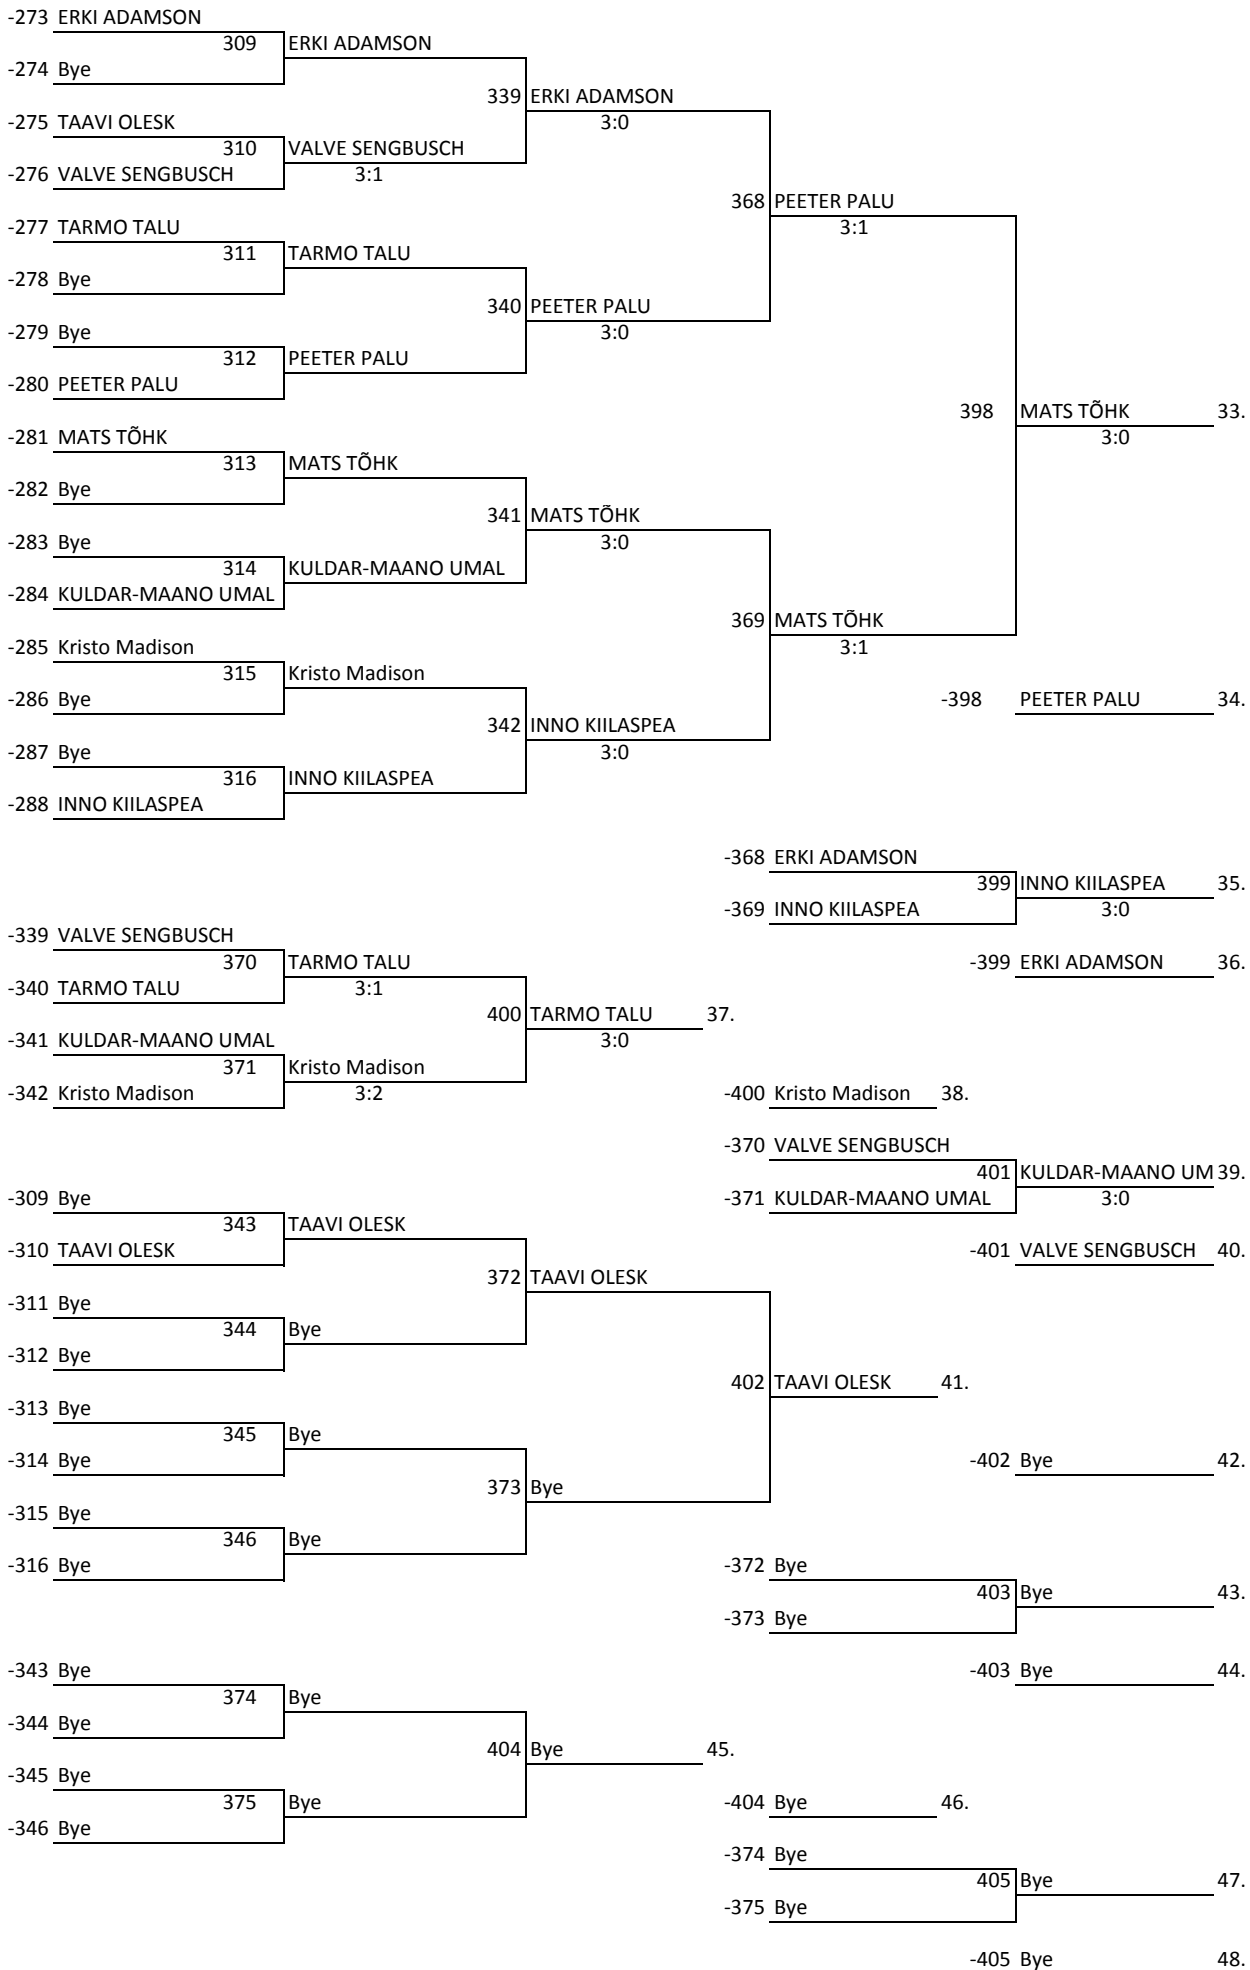 -273 ERKI ADAMSON
309 ERKI ADAMSON
-274 Bye
339 ERKI ADAMSON
-275 TAAVI OLESK 3:0
310 VALVE SENGBUSCH
-276 VALVE SENGBUSCH 3:1
368 PEETER PALU
-277 TARMO TALU 3:1
311 TARMO TALU
-278 Bye
340 PEETER PALU
-279 Bye 3:0
312 PEETER PALU
-280 PEETER PALU
398 MATS TÕHK 33.
-281 MATS TÕHK 3:0
313 MATS TÕHK
-282 Bye
341 MATS TÕHK
-283 Bye 3:0
314 KULDAR-MAANO UMAL
-284 KULDAR-MAANO UMAL
369 MATS TÕHK
-285 Kristo Madison 3:1
315 Kristo Madison
-286 Bye -398 PEETER PALU 34.
342 INNO KIILASPEA
-287 Bye 3:0
316 INNO KIILASPEA
-288 INNO KIILASPEA
-368 ERKI ADAMSON
399 INNO KIILASPEA 35.
-369 INNO KIILASPEA 3:0
-339 VALVE SENGBUSCH
370 TARMO TALU -399 ERKI ADAMSON 36.
-340 TARMO TALU 3:1
400 TARMO TALU 37.
-341 KULDAR-MAANO UMAL 3:0
371 Kristo Madison
-342 Kristo Madison 3:2 -400 Kristo Madison 38.
-370 VALVE SENGBUSCH
401 KULDAR-MAANO UM 39.
-309 Bye -371 KULDAR-MAANO UMAL 3:0
343 TAAVI OLESK
-310 TAAVI OLESK -401 VALVE SENGBUSCH 40.
372 TAAVI OLESK
-311 Bye
344 Bye
-312 Bye
402 TAAVI OLESK 41.
-313 Bye
345 Bye
-314 Bye -402 Bye 42.
373 Bye
-315 Bye
346 Bye
-316 Bye -372 Bye
403 Bye 43.
-373 Bye
-343 Bye -403 Bye 44.
374 Bye
-344 Bye
404 Bye 45.
-345 Bye
375 Bye -404 Bye 46.
-346 Bye
-374 Bye
405 Bye 47.
-375 Bye
-405 Bye 48.